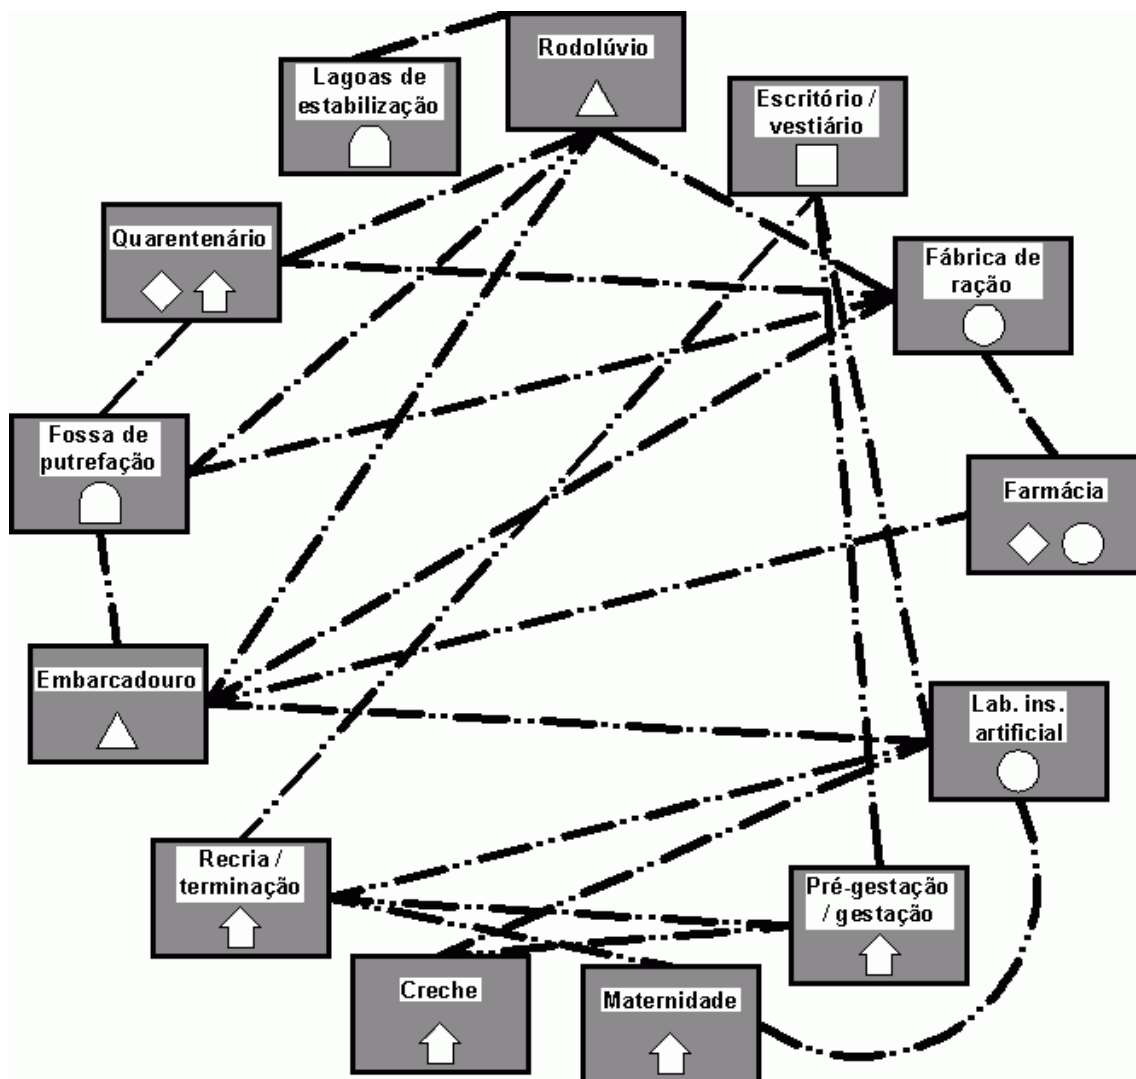 Rodolúvio
Lagoas de
estabilização
Escritório /
vestiário
Quarentenário
Fábrica de
ração
Fossa de
putrefação
Farmácia
Embarcadouro
Lab. ins.
artificial
Recria /
terminação
Pré-gestação
/ gestação
Creche
Maternidade